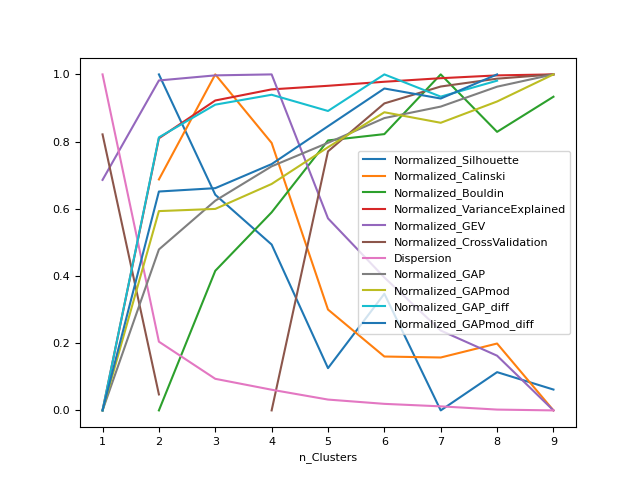 1.0
0.8
0.6
0.4
0.2
0.0
Normalized_Silhouette
Normalized_Calinski
Normalized_Bouldin
Normalized_VarianceExplained
Normalized_GEV
Normalized_CrossValidation
Dispersion
Normalized_GAP
Normalized_GAPmod
Normalized_GAP_diff
Normalized_GAPmod_diff
1 2 3 4 5 6 7 8 9
n_Clusters